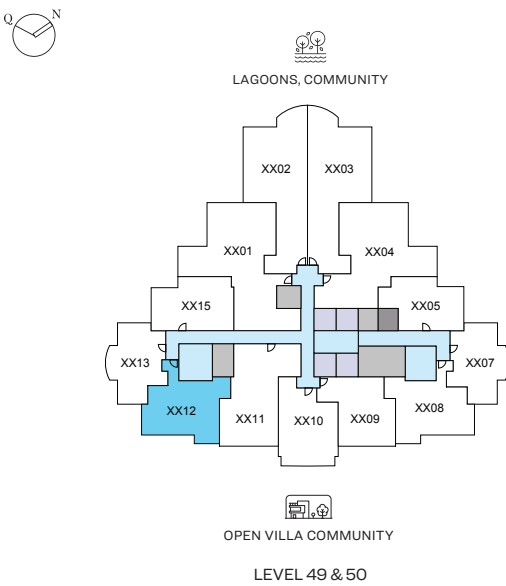 Q N
LAGOONS, COMMUNITY
XX02 XX03
XX01 XX04
XX15 XX05
XX13 XX07
XX12 XX11 XX10 XX09 XX08
OPEN VILLA COMMUNITY
LEVEL 49 & 50